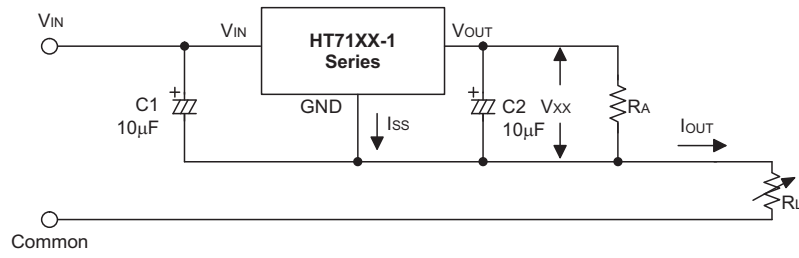 VIN
VIN
HT71XX-1
Series
VOUT
C1
10μF
GND
ISS
C2
10μF
VXX
RA
IOUT
RL
Common